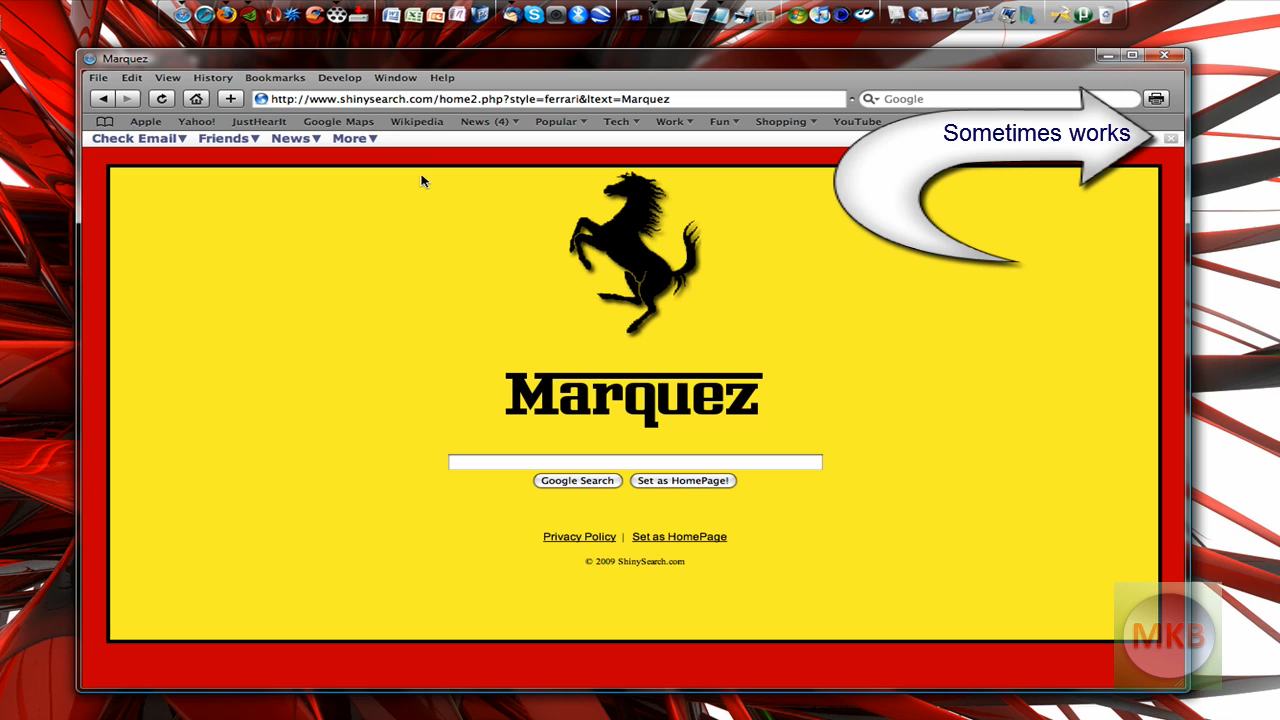 Marquez
File Edit View History Bookmarks Develop Window Help
http://www.shinysearch.com/home2.php?style=ferrari&ltext=Marquez
Google
Apple Yahoo! JustHearIt Google Maps Wikipedia News (4) Popular Tech Work Fun Shopping YouTube
Check Email Friends News More
Sometimes works
Marquez
Google Search Set as HomePage!
Privacy Policy | Set as HomePage
© 2009 ShinySearch.com
MKB